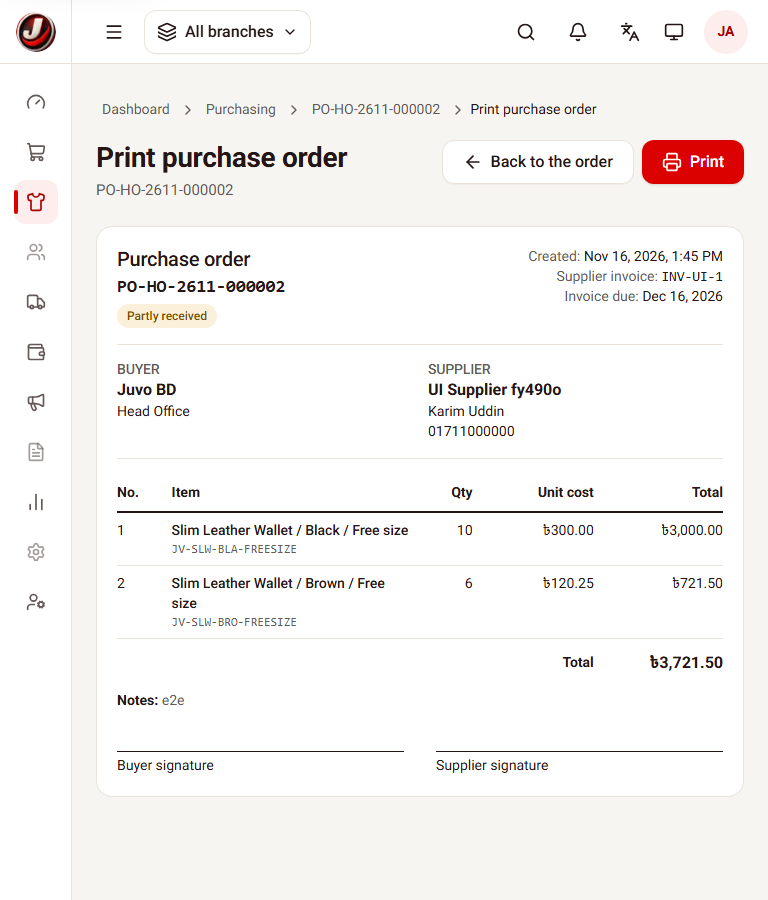 J
All branches
JA
Dashboard > Purchasing > PO-HO-2611-000002 > Print purchase order
Print purchase order
Back to the order
Print
PO-HO-2611-000002
Purchase order
Created: Nov 16, 2026, 1:45 PM
PO-HO-2611-000002
Supplier invoice: INV-UI-1
Invoice due: Dec 16, 2026
Partly received
BUYER
Juvo BD
Head Office
SUPPLIER
UI Supplier fy490o
Karim Uddin
01711000000
No. Item Qty Unit cost Total
1 Slim Leather Wallet / Black / Free size 10 ৳300.00 ৳3,000.00
JV-SLW-BLA-FREESIZE
2 Slim Leather Wallet / Brown / Free 6 ৳120.25 ৳721.50
size
JV-SLW-BRO-FREESIZE
Total ৳3,721.50
Notes: e2e
Buyer signature
Supplier signature